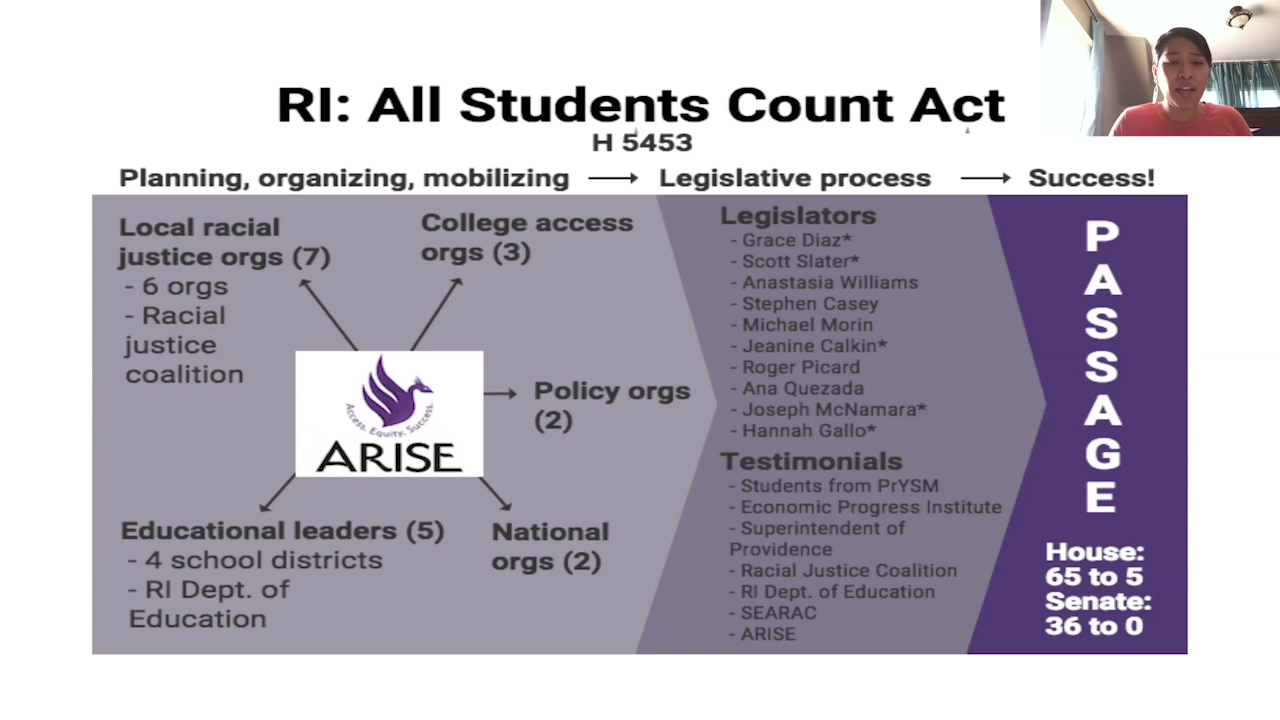 RI: All Students Count Act
H 5453
Planning, organizing, mobilizing
Legislative process
Success!
Local racial
justice orgs (7)
- 6 orgs
- Racial
justice
coalition
College access
orgs (3)
Access. Equity. Success.
ARISE
Policy orgs
(2)
Educational leaders (5)
- 4 school districts
- RI Dept. of
Education
National
orgs (2)
Legislators
- Grace Diaz*
- Scott Slater*
- Anastasia Williams
- Stephen Casey
- Michael Morin
- Jeanine Calkin*
- Roger Picard
- Ana Quezada
- Joseph McNamara*
- Hannah Gallo*
Testimonials
- Students from PrYSM
- Economic Progress Institute
- Superintendent of
Providence
- Racial Justice Coalition
- RI Dept. of Education
- SEARAC
- ARISE
P
A
S
S
A
G
E
House:
65 to 5
Senate:
36 to 0